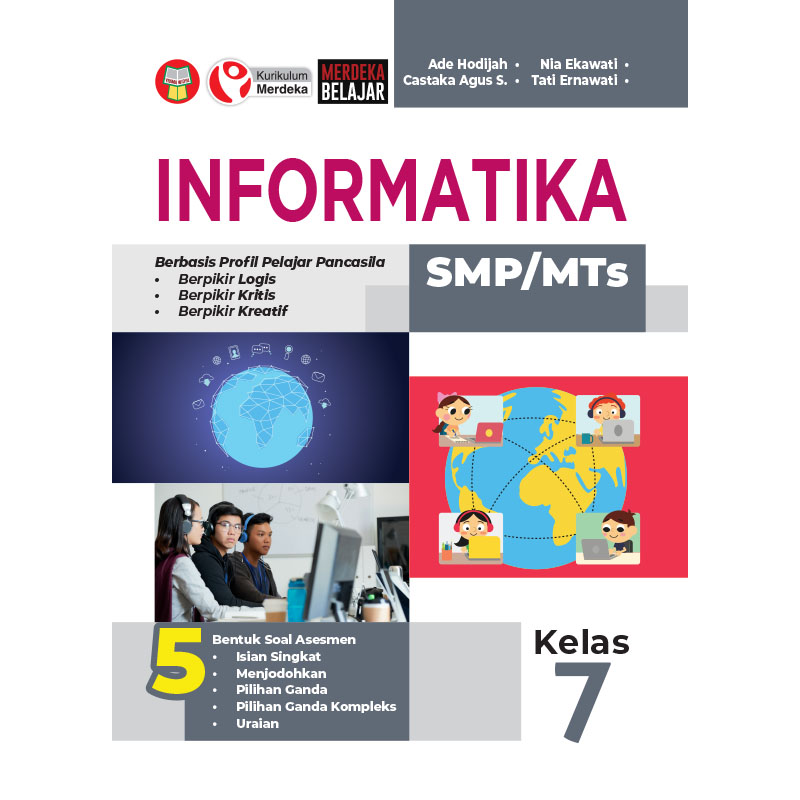 Kurikulum
Merdeka
MERDEKA
BELAJAR
Ade Hodijah • Nia Ekawati •
Castaka Agus S. • Tati Ernawati •
INFORMATIKA
Berbasis Profil Pelajar Pancasila
• Berpikir Logis
• Berpikir Kritis
• Berpikir Kreatif
SMP/MTs
5
Bentuk Soal Asesmen
• Isian Singkat
• Menjodohkan
• Pilihan Ganda
• Pilihan Ganda Kompleks
• Uraian
Kelas
7